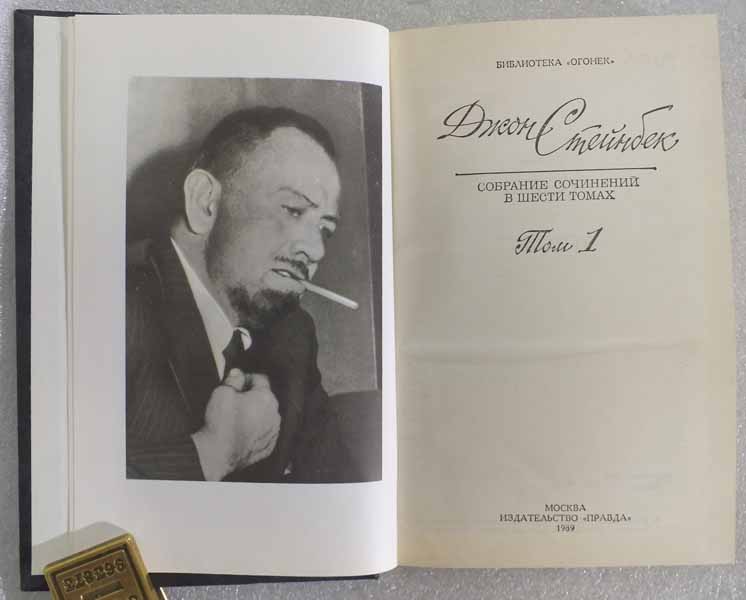 БИБЛИОТЕКА «ОГОНЕК»
Джон Стейнбек
СОБРАНИЕ СОЧИНЕНИЙ
В ШЕСТИ ТОМАХ
Том 1
МОСКВА
ИЗДАТЕЛЬСТВО «ПРАВДА»
1989